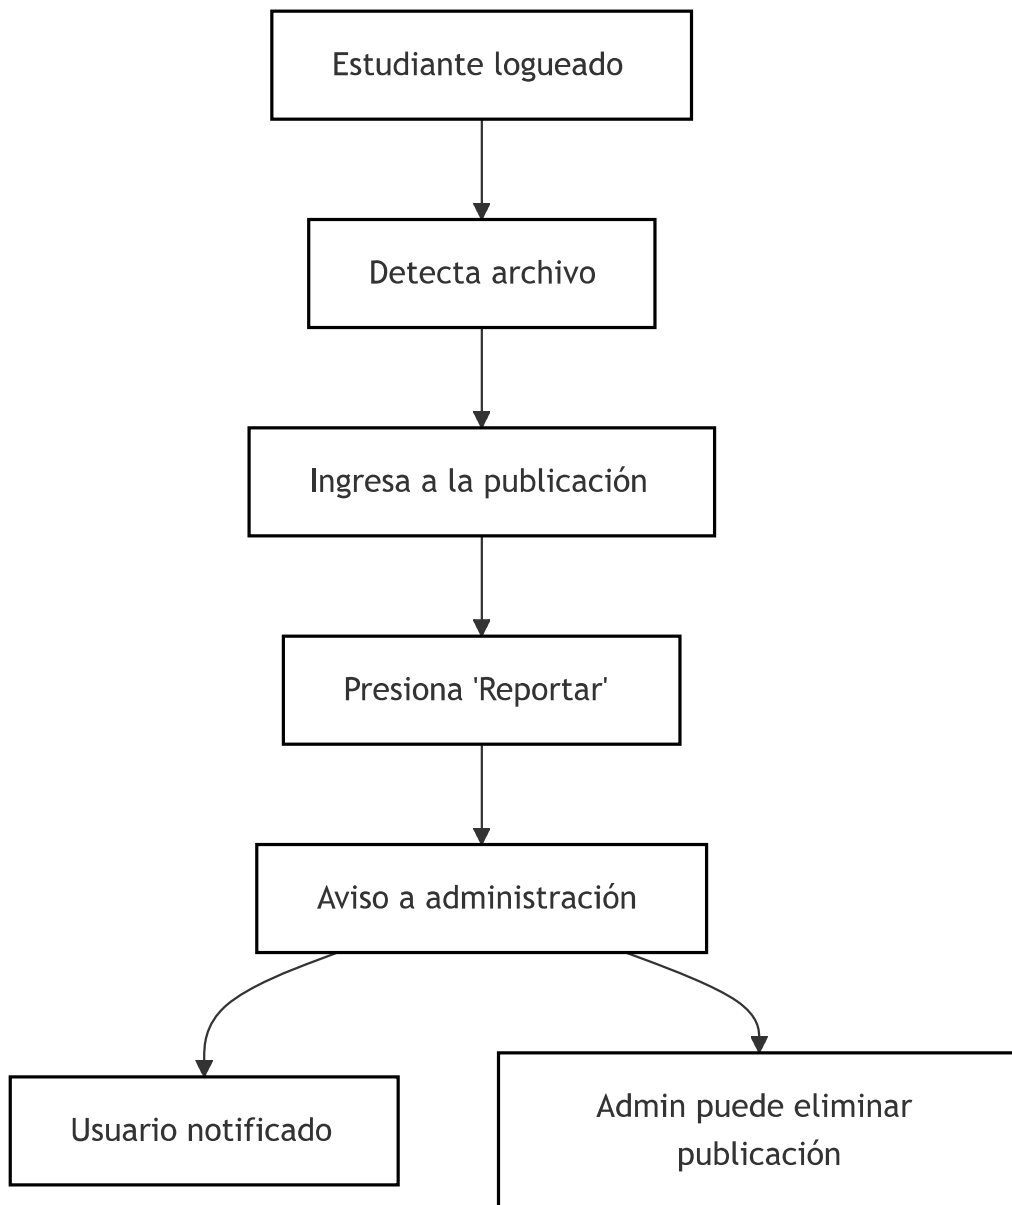 Estudiante logueado
Detecta archivo
Ingresa a la publicación
Presiona 'Reportar'
Aviso a administración
Usuario notificado
Admin puede eliminar
publicación